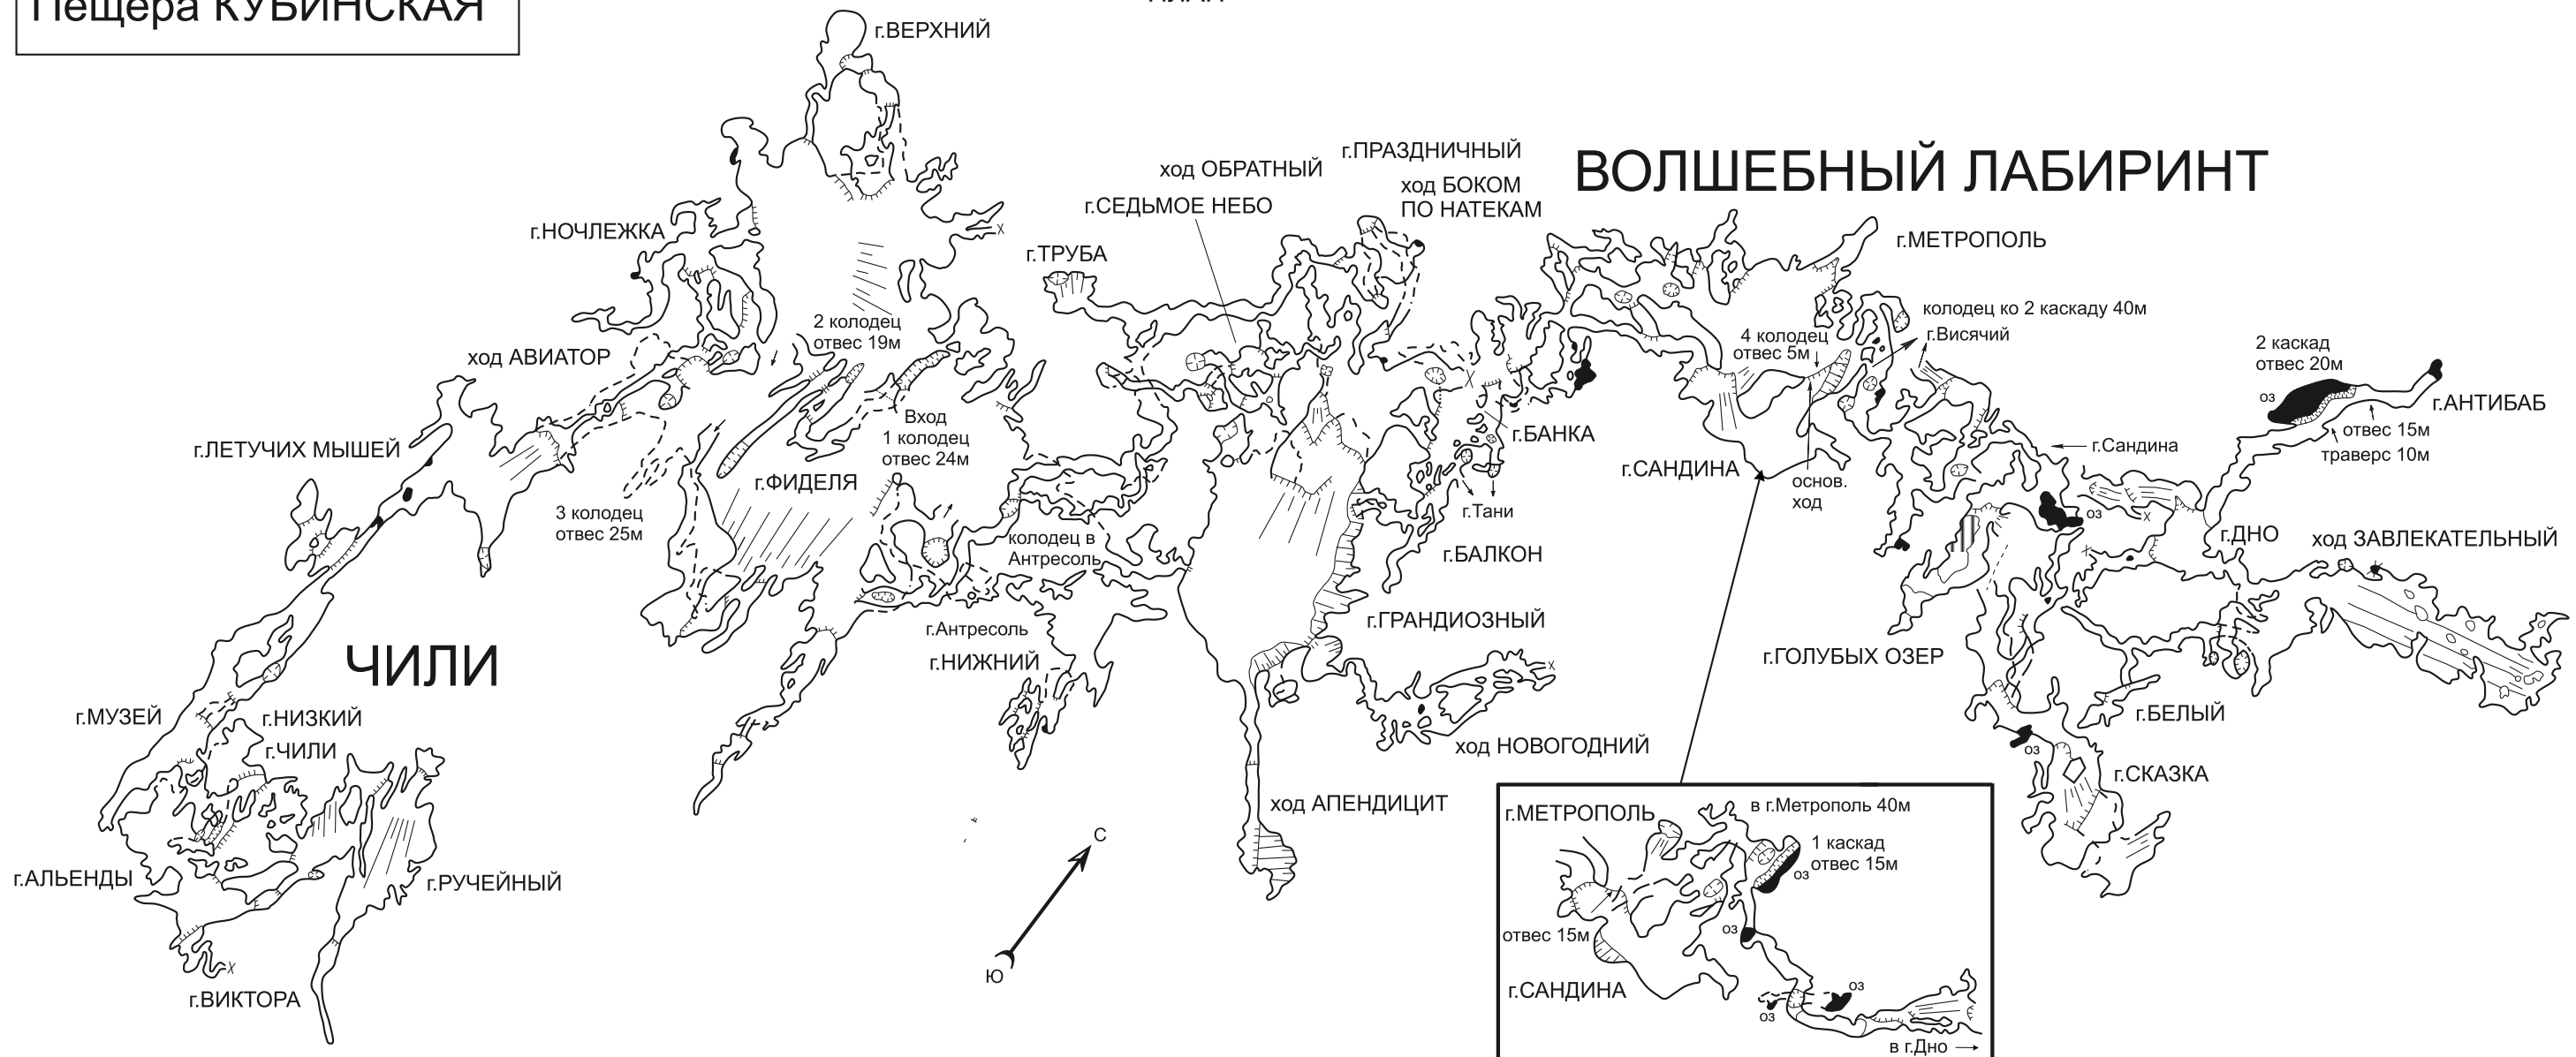 Пещера КУБИНСКАЯ
ПЛАН
г.ВЕРХНИЙ
ВОЛШЕБНЫЙ ЛАБИРИНТ
г.ПРАЗДНИЧНЫЙ
ход ОБРАТНЫЙ
ход БОКОМ
ПО НАТЕКАМ
г.СЕДЬМОЕ НЕБО
г.НОЧЛЕЖКА
х
г.ТРУБА
г.МЕТРОПОЛЬ
колодец ко 2 каскаду 40м
г.Висячий
2 колодец
отвес 19м
4 колодец
отвес 5м
2 каскад
отвес 20м
оз
г.АНТИБАБ
отвес 15м
траверс 10м
ход АВИАТОР
Вход
1 колодец
отвес 24м
х
г.БАНКА
г.ЛЕТУЧИХ МЫШЕЙ
г.Сандина
г.САНДИНА
основ.
ход
г.ФИДЕЛЯ
3 колодец
отвес 25м
г.Тани
оз
х
колодец в
Антресоль
г.БАЛКОН
г.ДНО
ход ЗАВЛЕКАТЕЛЬНЫЙ
х
г.Антресоль
г.ГРАНДИОЗНЫЙ
г.НИЖНИЙ
х
г.ГОЛУБЫХ ОЗЕР
ЧИЛИ
г.МУЗЕЙ
г.НИЗКИЙ
г.ЧИЛИ
г.БЕЛЫЙ
ход НОВОГОДНИЙ
оз
г.СКАЗКА
ход АПЕНДИЦИТ
г.АЛЬЕНДЫ
г.РУЧЕЙНЫЙ
х
г.ВИКТОРА
С
Ю
г.МЕТРОПОЛЬ
в г.Метрополь 40м
1 каскад
отвес 15м
оз
отвес 15м
оз
г.САНДИНА
оз
оз
в г.Дно